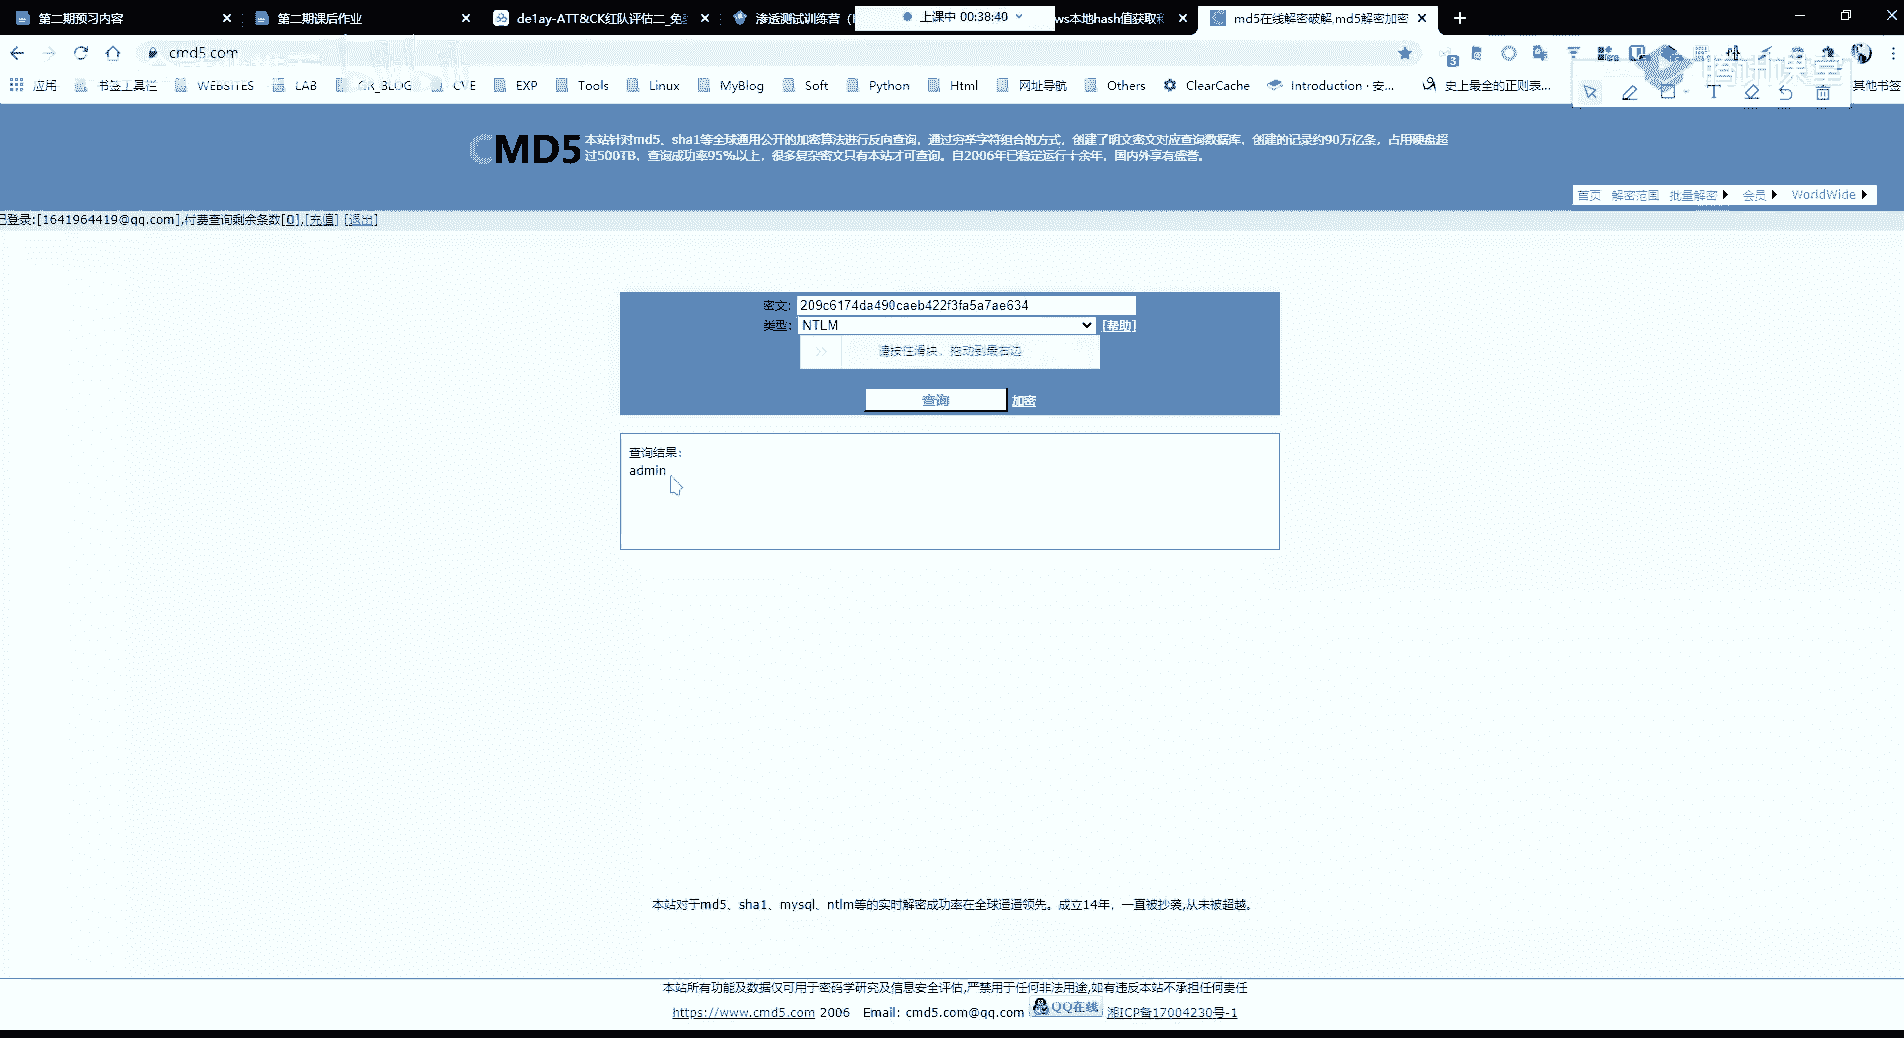 第二期预习内容
第二期课后作业
de1ay-ATT&CK红队评估二_免
渗透测试训练营
上课中 00:38:40
ws本地hash值获取
md5在线解密破解,md5解密加密
cmd5.com
应用 书签工具栏 WEBSITES LAB CVE EXP Tools Linux MyBlog Soft Python Html 网址导航 Others ClearCache Introduction · 安... 史上最全的正则表... 其他书签
CMD5
本站针对md5、sha1等全球通用公开的加密算法进行反向查询，通过穷举字符组合的方式，创建了明文密文对应查询数据库，创建的记录约90万亿条，占用硬盘超
过500TB，查询成功率95%以上，很多复杂密文只有本站才可查询。自2006年已稳定运行十余年，国内外享有盛誉。
首页 解密范围 批量解密 会员 WorldWide
已登录:[1641964419@qq.com],付费查询剩余条数[0],[充值] [退出]
密文: 209c6174da490caeb422f3fa5a7ae634
类型: NTLM [帮助]
请按住滑块，拖动到最右边
查询 加密
查询结果：
admin
本站对于md5、sha1、mysql、ntlm等的实时解密成功率在全球遥遥领先。成立14年，一直被抄袭,从未被超越。
本站所有功能及数据仅可用于密码学研究及信息安全评估,严禁用于任何非法用途,如有违反本站不承担任何责任
https://www.cmd5.com 2006 Email: cmd5.com@qq.com QQ在线 湘ICP备17004230号-1